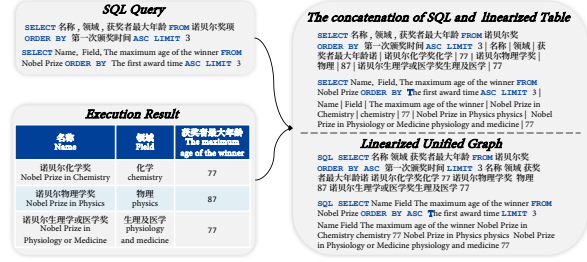 SQL Query
SELECT 名称 , 领域 , 获奖者最大年龄 FROM 诺贝尔奖项
ORDER BY 第一次颁奖时间 ASC LIMIT 3
SELECT Name, Field, The maximum age of the winner FROM
Nobel Prize ORDER BY The first award time ASC LIMIT 3
Execution Result
名称
Name
领域
Field
获奖者最大年龄
The maximum
age of the winner
诺贝尔化学奖
Nobel Prize in Chemistry
化学
chemistry
77
诺贝尔物理学奖
Nobel Prize in Physics
物理
physics
87
诺贝尔生理学或医学奖
Nobel Prize in
Physiology or Medicine
生理及医学
physiology
and medicine
77
The concatenation of SQL and linearized Table
SELECT 名称 , 领域 , 获奖者最大年龄 FROM 诺贝尔奖
ORDER BY 第一次颁奖时间 ASC LIMIT 3 | 名称 | 领域 | 获
奖者最大年龄 | 诺贝尔化学奖化学 | 77 | 诺贝尔物理学奖 |
物理 | 87 | 诺贝尔生理学或医学奖生理及医学 | 77
SELECT Name, Field, The maximum age of the winner FROM
Nobel Prize ORDER BY The first award time ASC LIMIT 3 |
Name | Field | The maximum age of the winner | Nobel Prize in
Chemistry | chemistry | 77 | Nobel Prize in Physics physics | Nobel
Prize in Physiology or Medicine physiology and medicine | 77
Linearized Unified Graph
SQL SELECT 名称 领域 获奖者最大年龄 FROM 诺贝尔奖
ORDER BY ASC 第一次颁奖时间 LIMIT 3 名称 领域 获奖
者最大年龄诺 诺贝尔化学奖化学 77 诺贝尔物理学奖 物理
87 诺贝尔生理学或医学奖生理及医学 77
SQL SELECT Name Field The maximum age of the winner FROM
Nobel Prize ORDER BY ASC The first award time LIMIT 3
Name Field The maximum age of the winner Nobel Prize in
Chemistry chemistry 77 Nobel Prize in Physics physics Nobel Prize
in Physiology or Medicine physiology and medicine 77